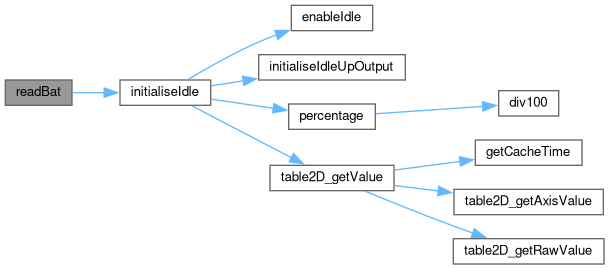 enableIdle
initialiseIdleUpOutput
readBat
initialiseIdle
percentage
div100
getCacheTime
table2D_getValue
table2D_getAxisValue
table2D_getRawValue